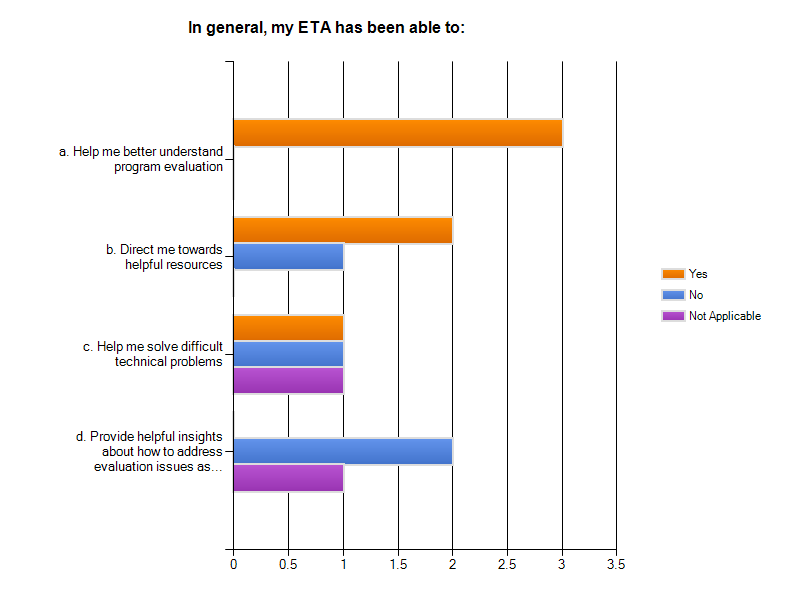 In general, my ETA has been able to:
a. Help me better understand
program evaluation
b. Direct me towards
helpful resources
c. Help me solve difficult
technical problems
d. Provide helpful insights
about how to address
evaluation issues as...
Yes
No
Not Applicable
0 0.5 1 1.5 2 2.5 3 3.5